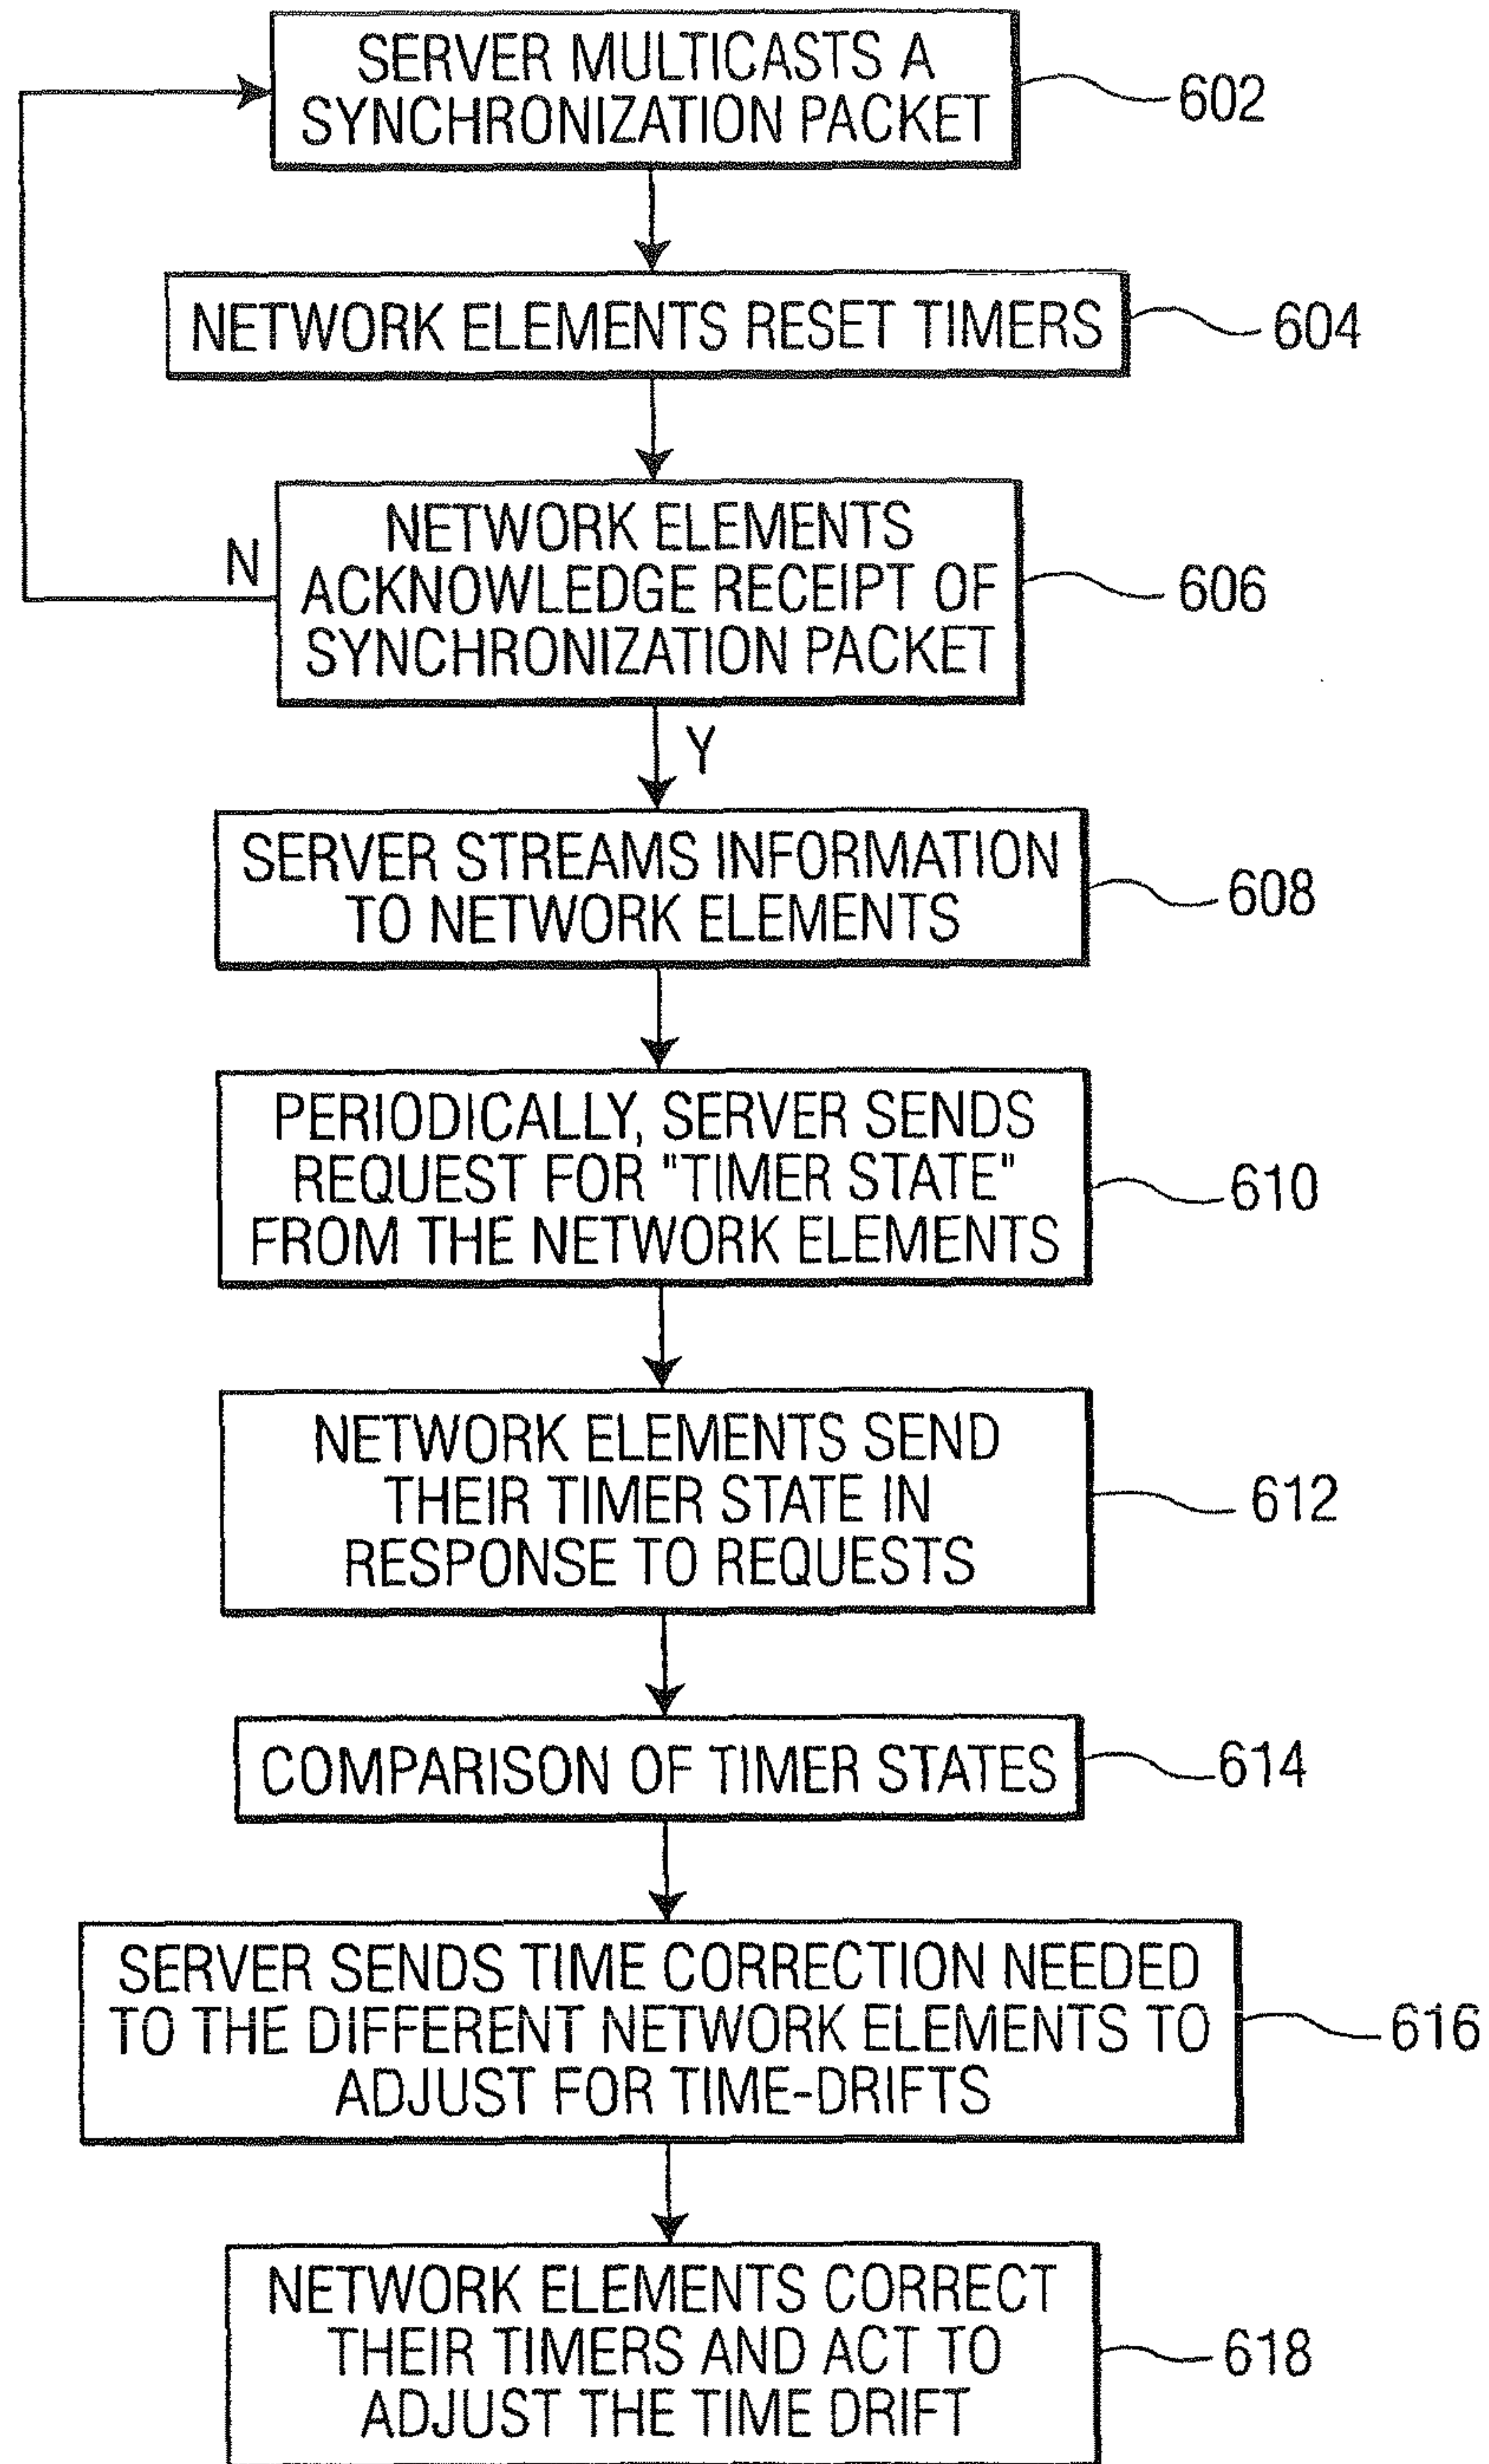 SERVER MULTICASTS A
SYNCHRONIZATION PACKET
602
NETWORK ELEMENTS RESET TIMERS
604
NETWORK ELEMENTS
ACKNOWLEDGE RECEIPT OF
SYNCHRONIZATION PACKET
N
606
Y
SERVER STREAMS INFORMATION
TO NETWORK ELEMENTS
608
PERIODICALLY, SERVER SENDS
REQUEST FOR "TIMER STATE"
FROM THE NETWORK ELEMENTS
610
NETWORK ELEMENTS SEND
THEIR TIMER STATE IN
RESPONSE TO REQUESTS
612
COMPARISON OF TIMER STATES
614
SERVER SENDS TIME CORRECTION NEEDED
TO THE DIFFERENT NETWORK ELEMENTS TO
ADJUST FOR TIME-DRIFTS
616
NETWORK ELEMENTS CORRECT
THEIR TIMERS AND ACT TO
ADJUST THE TIME DRIFT
618